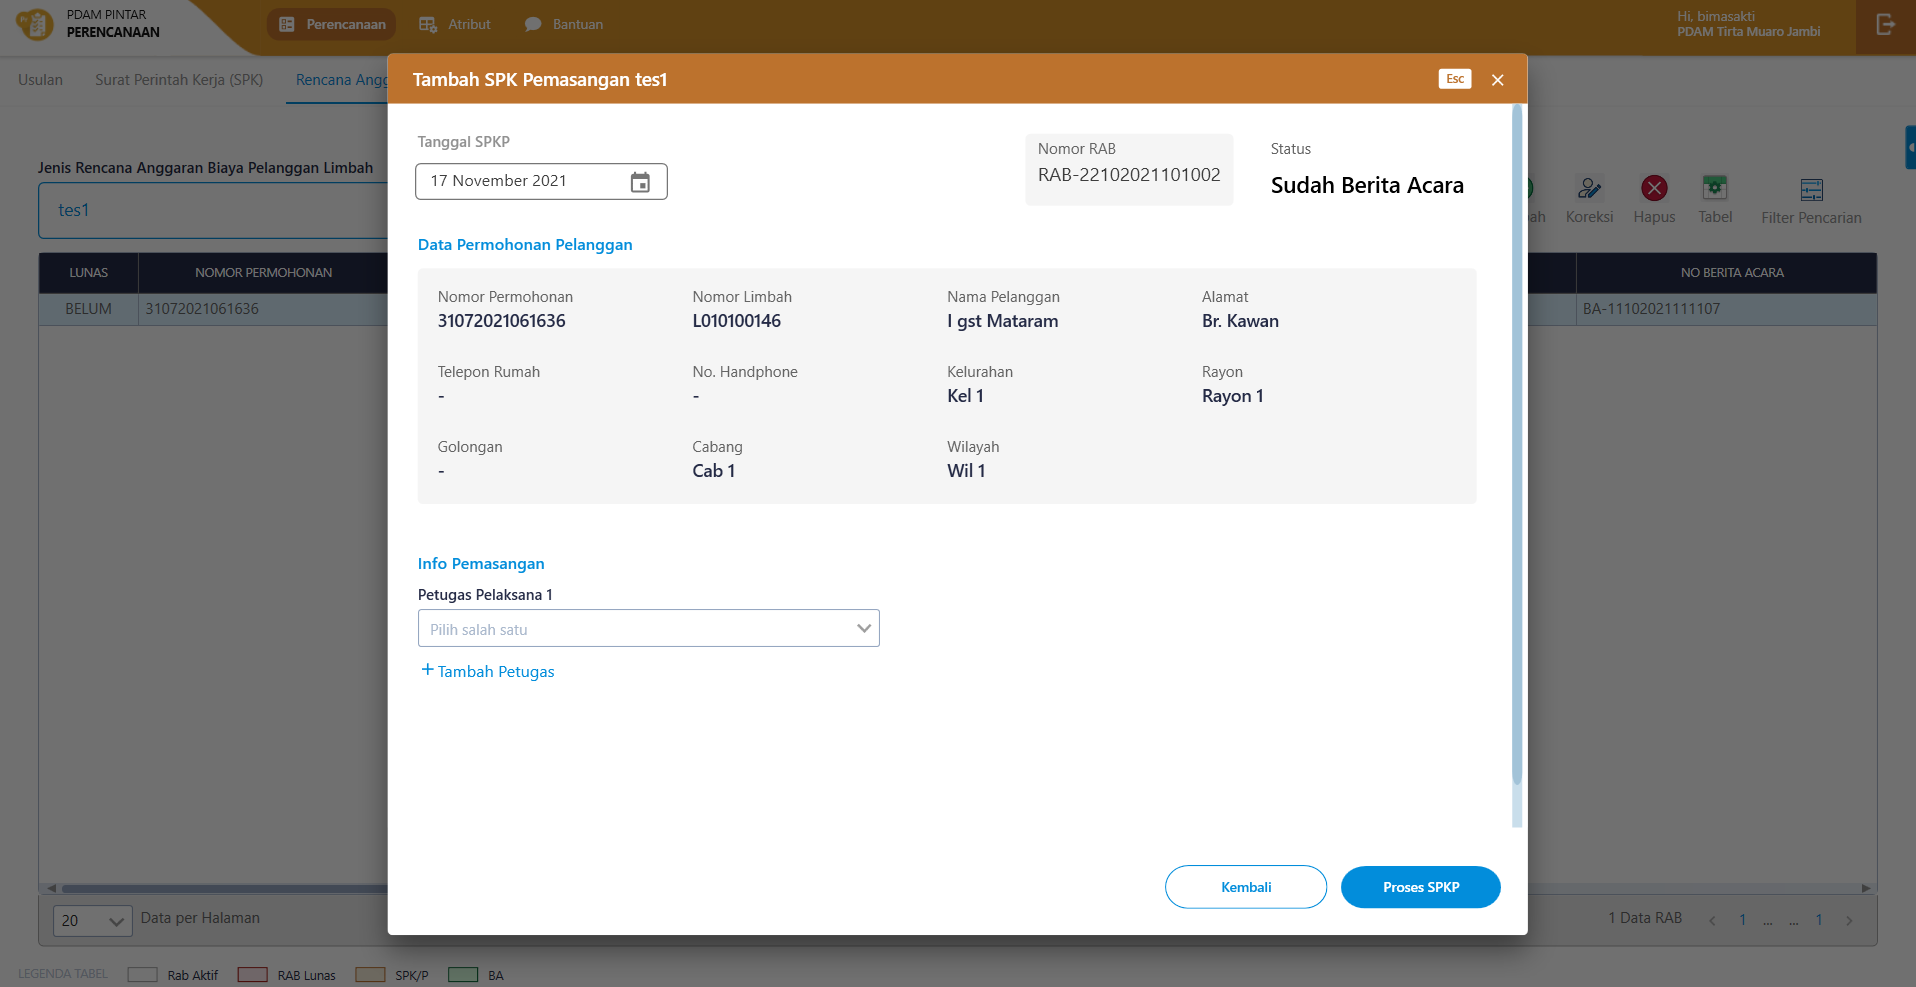 PDAM PINTAR
PERENCANAAN
Perencanaan
Atribut
Bantuan
Hi, bimasakti
PDAM Tirta Muaro Jambi
Usulan
Surat Perintah Kerja (SPK)
Rencana Angg
Tambah SPK Pemasangan tes1
Esc
Tanggal SPKP
17 November 2021
Nomor RAB
RAB-22102021101002
Status
Sudah Berita Acara
Jenis Rencana Anggaran Biaya Pelanggan Limbah
tes1
ah
Koreksi
Hapus
Tabel
Filter Pencarian
Data Permohonan Pelanggan
LUNAS
NOMOR PERMOHONAN
NO BERITA ACARA
BELUM
31072021061636
BA-11102021111107
Nomor Permohonan
31072021061636
Nomor Limbah
L010100146
Nama Pelanggan
I gst Mataram
Alamat
Br. Kawan
Telepon Rumah
-
No. Handphone
-
Kelurahan
Kel 1
Rayon
Rayon 1
Golongan
-
Cabang
Cab 1
Wilayah
Wil 1
Info Pemasangan
Petugas Pelaksana 1
Pilih salah satu
+ Tambah Petugas
Kembali
Proses SPKP
20
Data per Halaman
1 Data RAB
< 1 ... ... 1 >
LEGENDA TABEL
Rab Aktif
RAB Lunas
SPK/P
BA